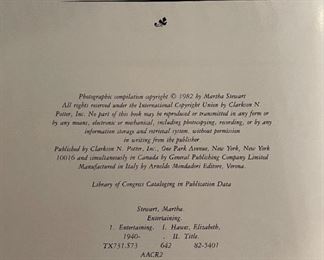 Photographic compilation copyright © 1982 by Martha Stewart
All rights reserved under the International Copyright Union by Clarkson N.
Potter, Inc. No part of this book may be reproduced or transmitted in any form or
by any means, electronic or mechanical, including photocopying, recording, or by any
information storage and retrieval system, without permission
in writing from the publisher.
Published by Clarkson N. Potter, Inc., One Park Avenue, New York, New York
10016 and simultaneously in Canada by General Publishing Company Limited
Manufactured in Italy by Arnoldo Mondadori Editore, Verona.
Library of Congress Cataloging in Publication Data
Stewart, Martha.
Entertaining.
1. Entertaining. I. Hawes, Elizabeth,
1940- . II. Title.
TX731.S73 642 82-5401
AACR2